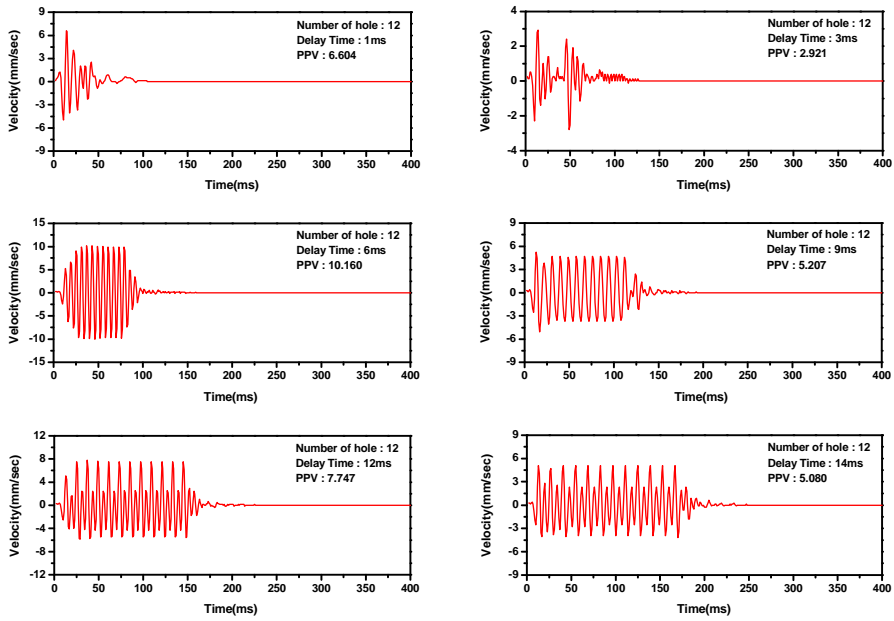 Number of hole : 12
Delay Time : 1ms
PPV : 6.604
9
6
3
0
-3
-6
-9
Velocity(mm/sec)
0 50 100 150 200 250 300 350 400
Time(ms)
Number of hole : 12
Delay Time : 3ms
PPV : 2.921
4
2
0
-2
-4
Velocity(mm/sec)
0 50 100 150 200 250 300 350 400
Time(ms)
Number of hole : 12
Delay Time : 6ms
PPV : 10.160
15
10
5
0
-5
-10
-15
Velocity(mm/sec)
0 50 100 150 200 250 300 350 400
Time(ms)
Number of hole : 12
Delay Time : 9ms
PPV : 5.207
9
6
3
0
-3
-6
-9
Velocity(mm/sec)
0 50 100 150 200 250 300 350 400
Time(ms)
Number of hole : 12
Delay Time : 12ms
PPV : 7.747
12
8
4
0
-4
-8
-12
Velocity(mm/sec)
0 50 100 150 200 250 300 350 400
Time(ms)
Number of hole : 12
Delay Time : 14ms
PPV : 5.080
9
6
3
0
-3
-6
-9
Velocity(mm/sec)
0 50 100 150 200 250 300 350 400
Time(ms)